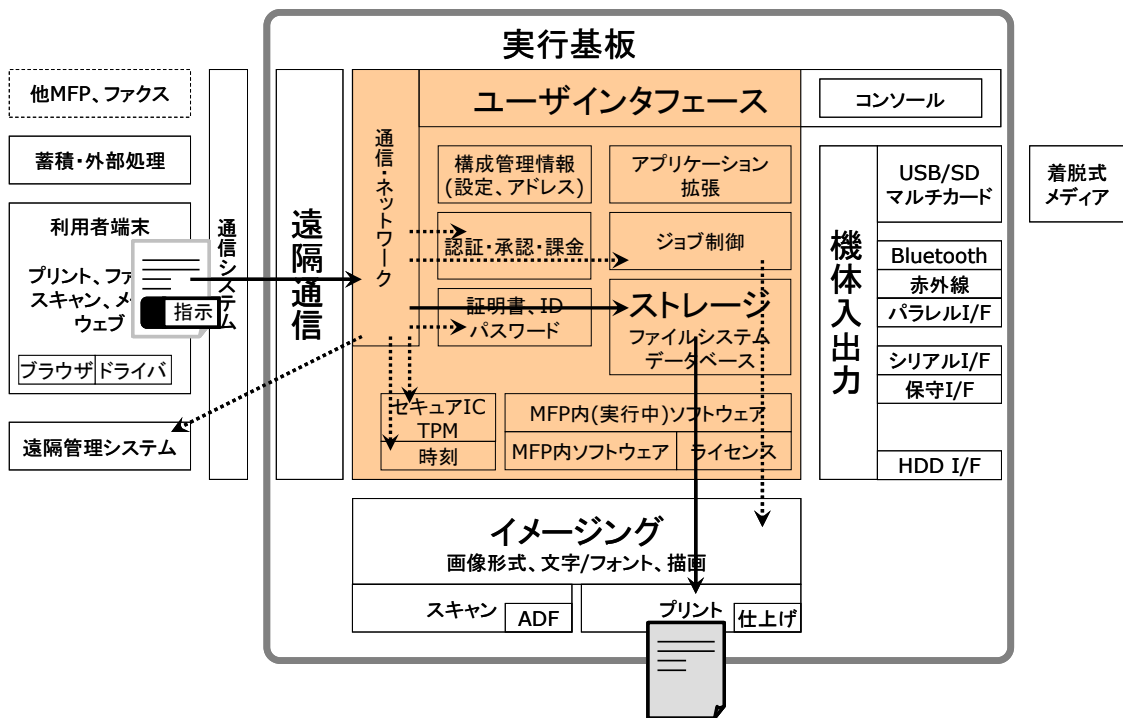 実行基板
他MFP、ファクス
蓄積・外部処理
利用者端末
プリント、ファ
スキャン、メー
ウェブ
指示
ブラウザ
ドライバ
遠隔管理システム
通信システム
遠隔通信
通信・ネットワーク
ユーザインタフェース
コンソール
構成管理情報
(設定、アドレス)
アプリケーション
拡張
認証・承認・課金
ジョブ制御
証明書、ID
パスワード
ストレージ
ファイルシステム
データベース
セキュアIC
TPM
時刻
MFP内(実行中)ソフトウェア
MFP内ソフトウェア
ライセンス
機体入出力
USB/SD
マルチカード
Bluetooth
赤外線
パラレルI/F
シリアルI/F
保守I/F
HDD I/F
着脱式
メディア
イメージング
画像形式、文字/フォント、描画
スキャン
ADF
プリント
仕上げ